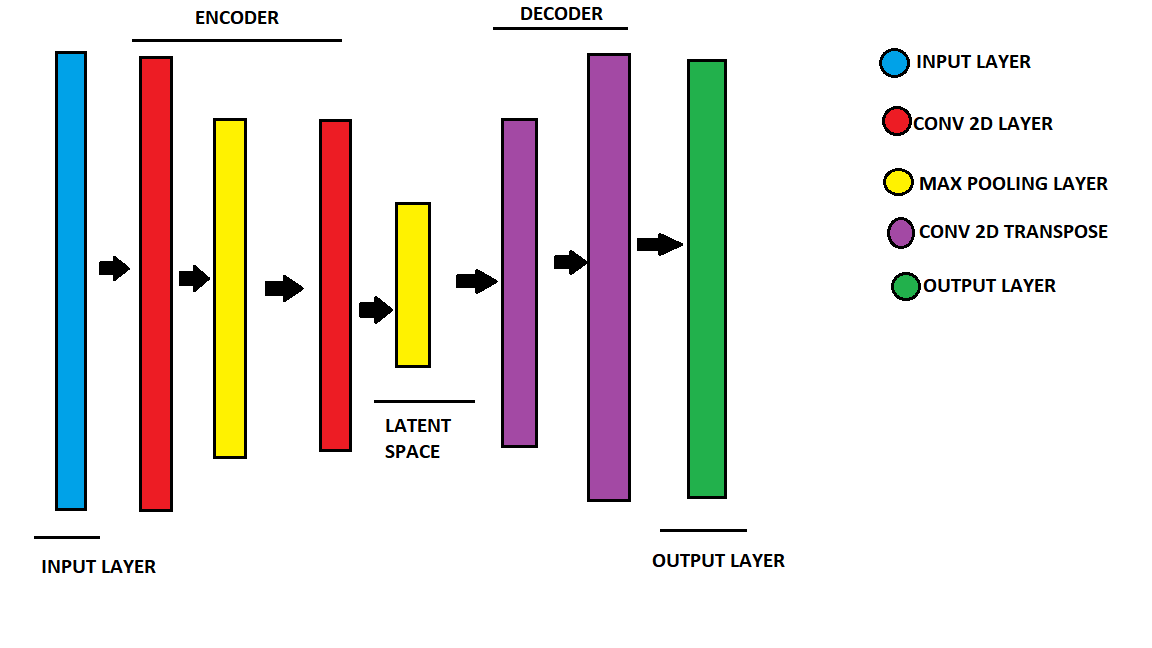 ENCODER
DECODER
INPUT LAYER
CONV 2D LAYER
MAX POOLING LAYER
CONV 2D TRANSPOSE
OUTPUT LAYER
LATENT
SPACE
INPUT LAYER
OUTPUT LAYER